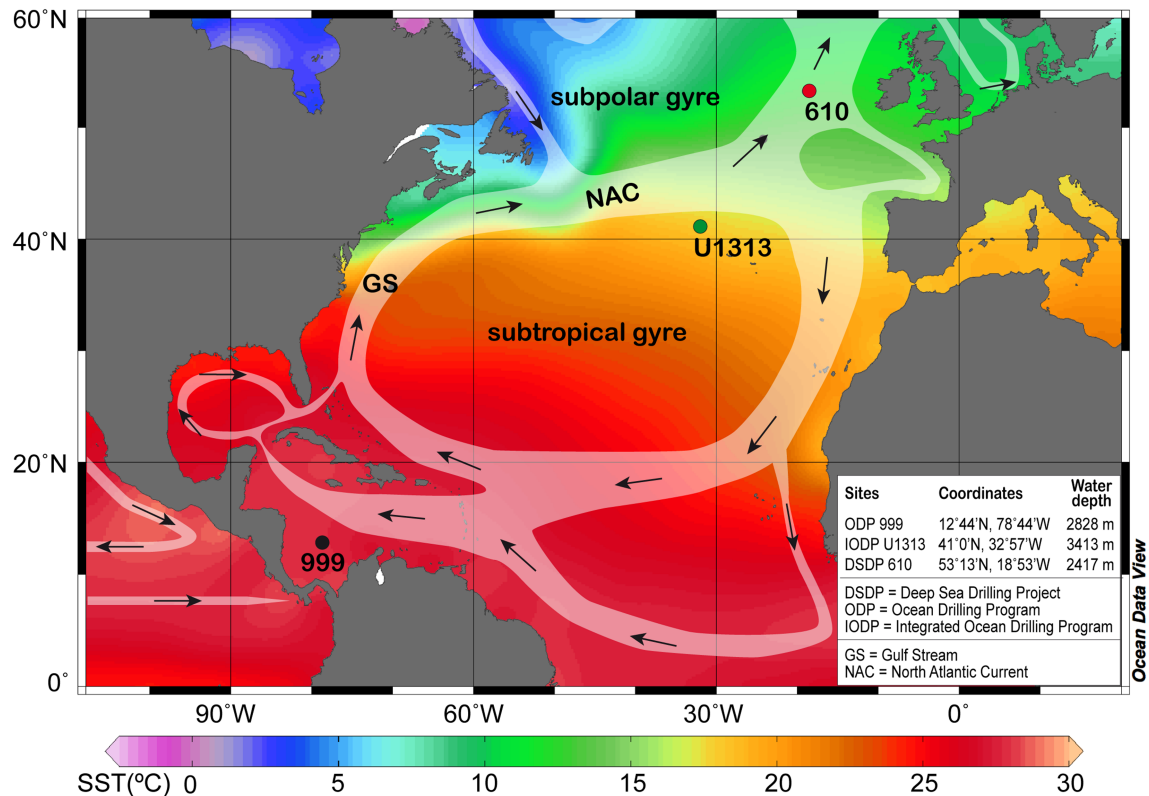 60°N
40°N
20°N
0°
90°W
60°W
30°W
0°
subpolar gyre
610
NAC
U1313
GS
subtropical gyre
999
Sites Coordinates Water depth
ODP 999 12°44'N, 78°44'W 2828 m
IODP U1313 41°0'N, 32°57'W 3413 m
DSDP 610 53°13'N, 18°53'W 2417 m
DSDP = Deep Sea Drilling Project
ODP = Ocean Drilling Program
IODP = Integrated Ocean Drilling Program
GS = Gulf Stream
NAC = North Atlantic Current
Ocean Data View
SST(ºC) 0 5 10 15 20 25 30